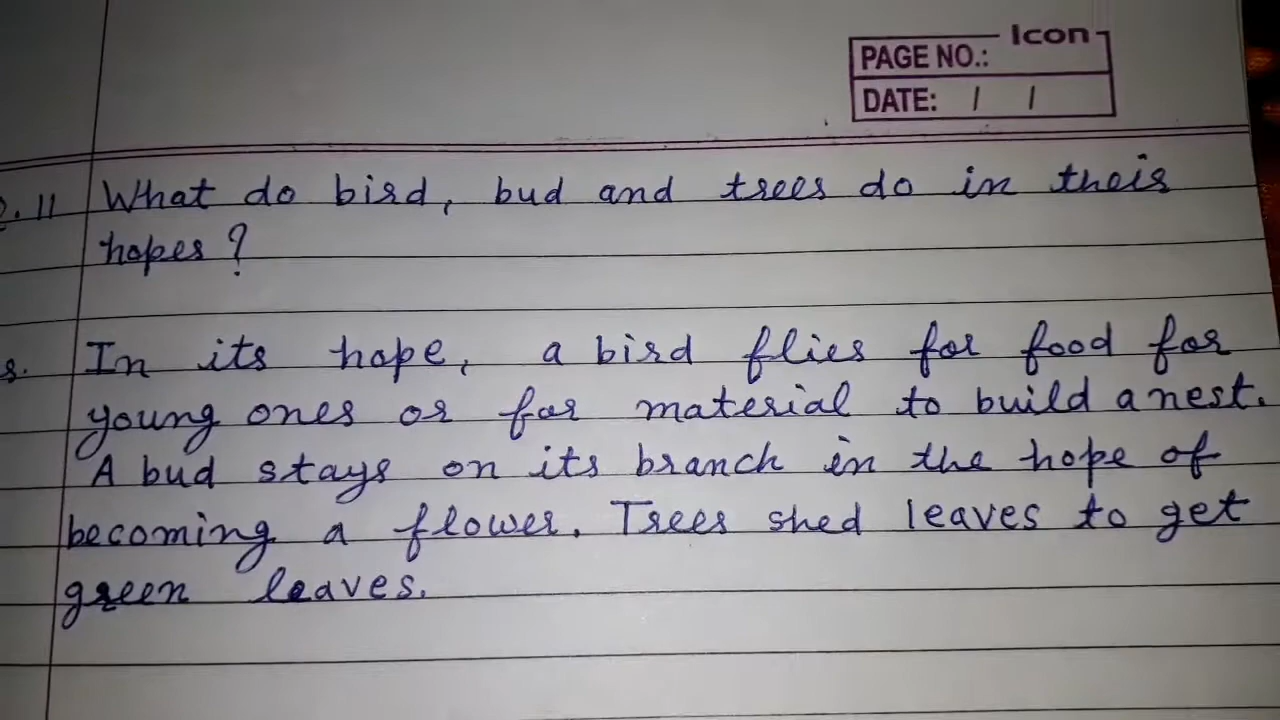 Icon
PAGE NO.:
DATE: / /
Q.11 What do bird, bud and trees do in their
hopes?
s. In its hope, a bird flies for food for
young ones or for material to build a nest.
A bud stays on its branch in the hope of
becoming a flower. Trees shed leaves to get
green leaves.